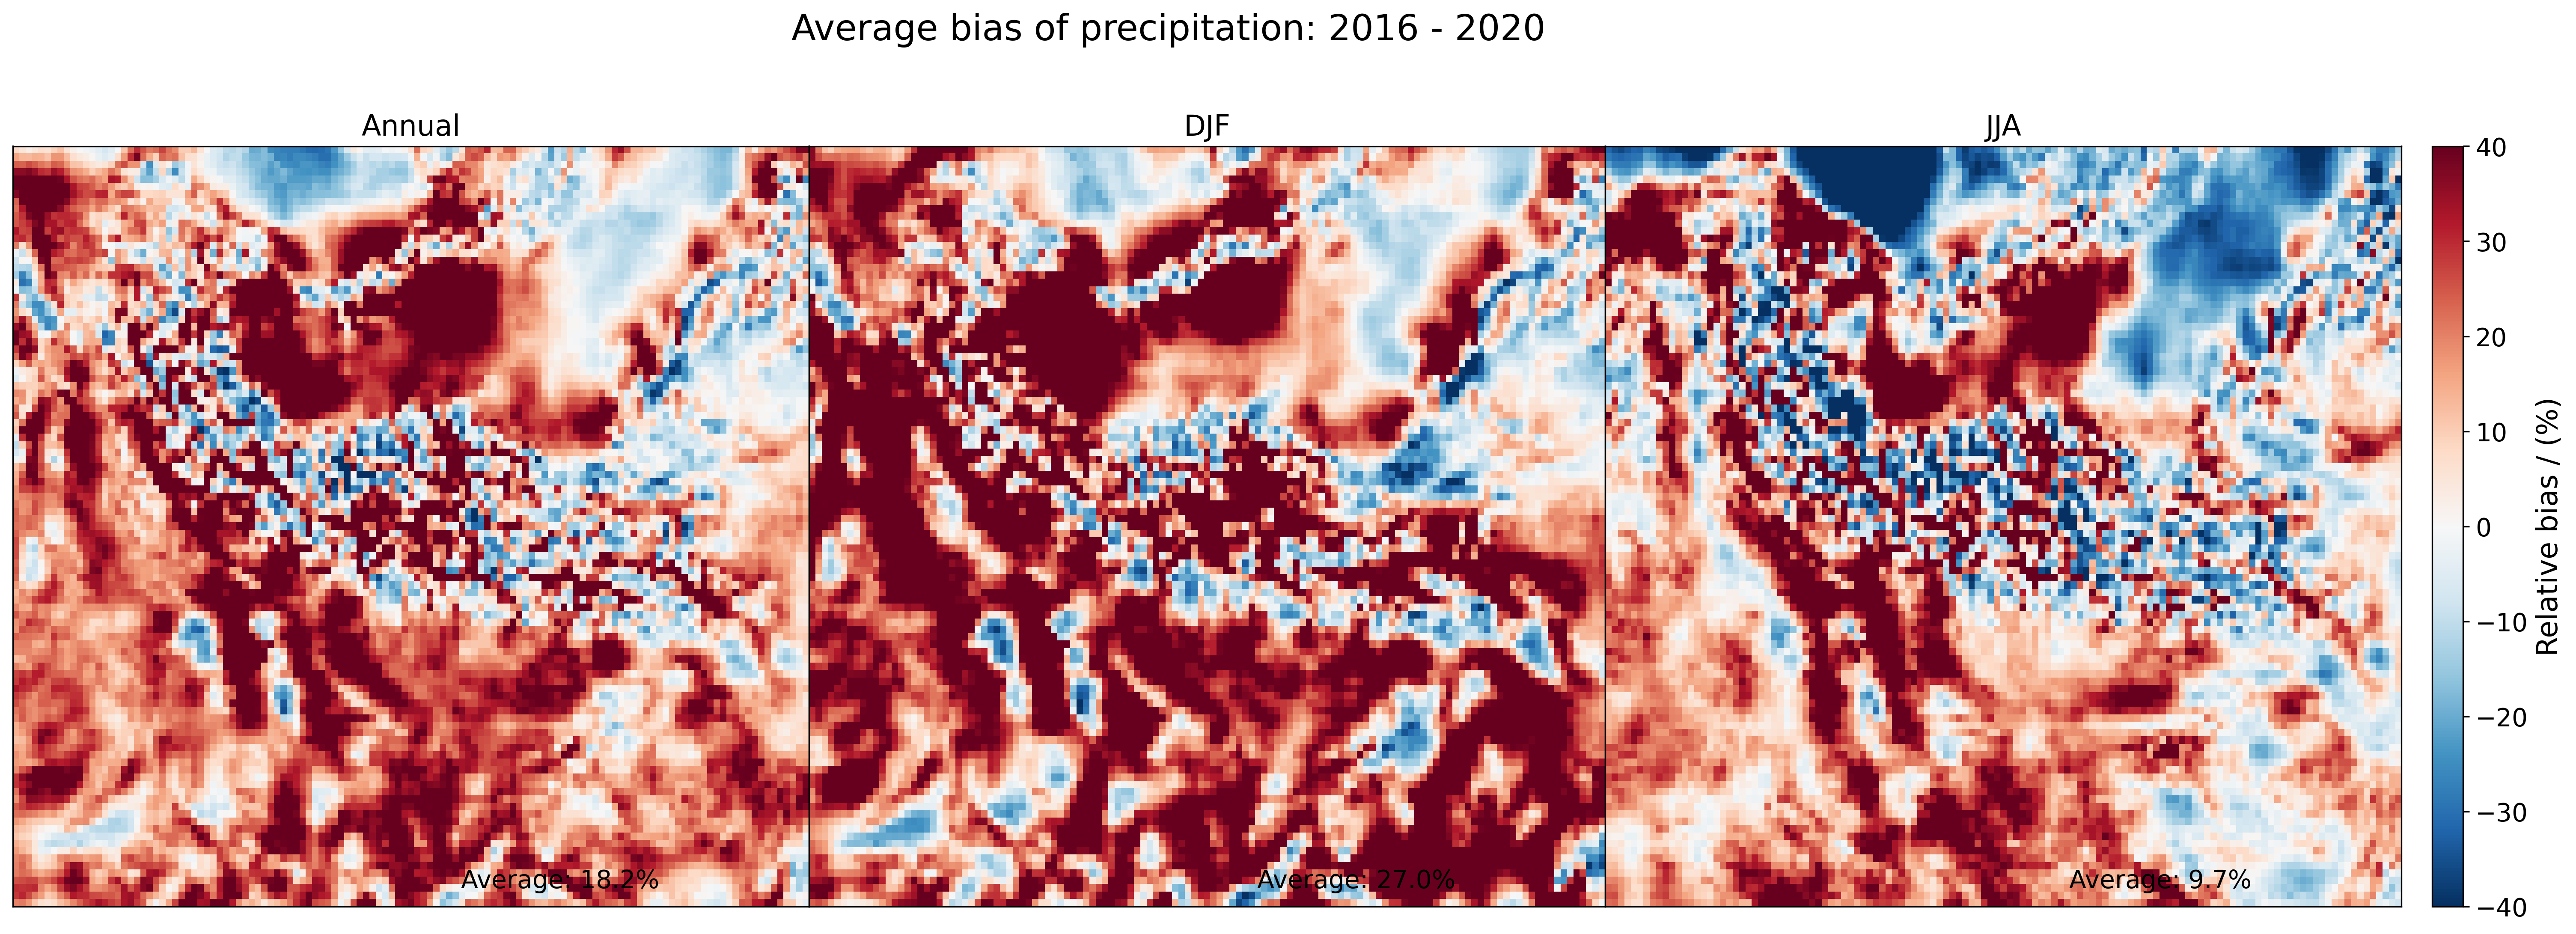 Average bias of precipitation: 2016 - 2020
Annual
DJF
JJA
Average: 18.2%
Average: 27.0%
Average: 9.7%
40
30
20
10
0
−10
−20
−30
−40
Relative bias / (%)